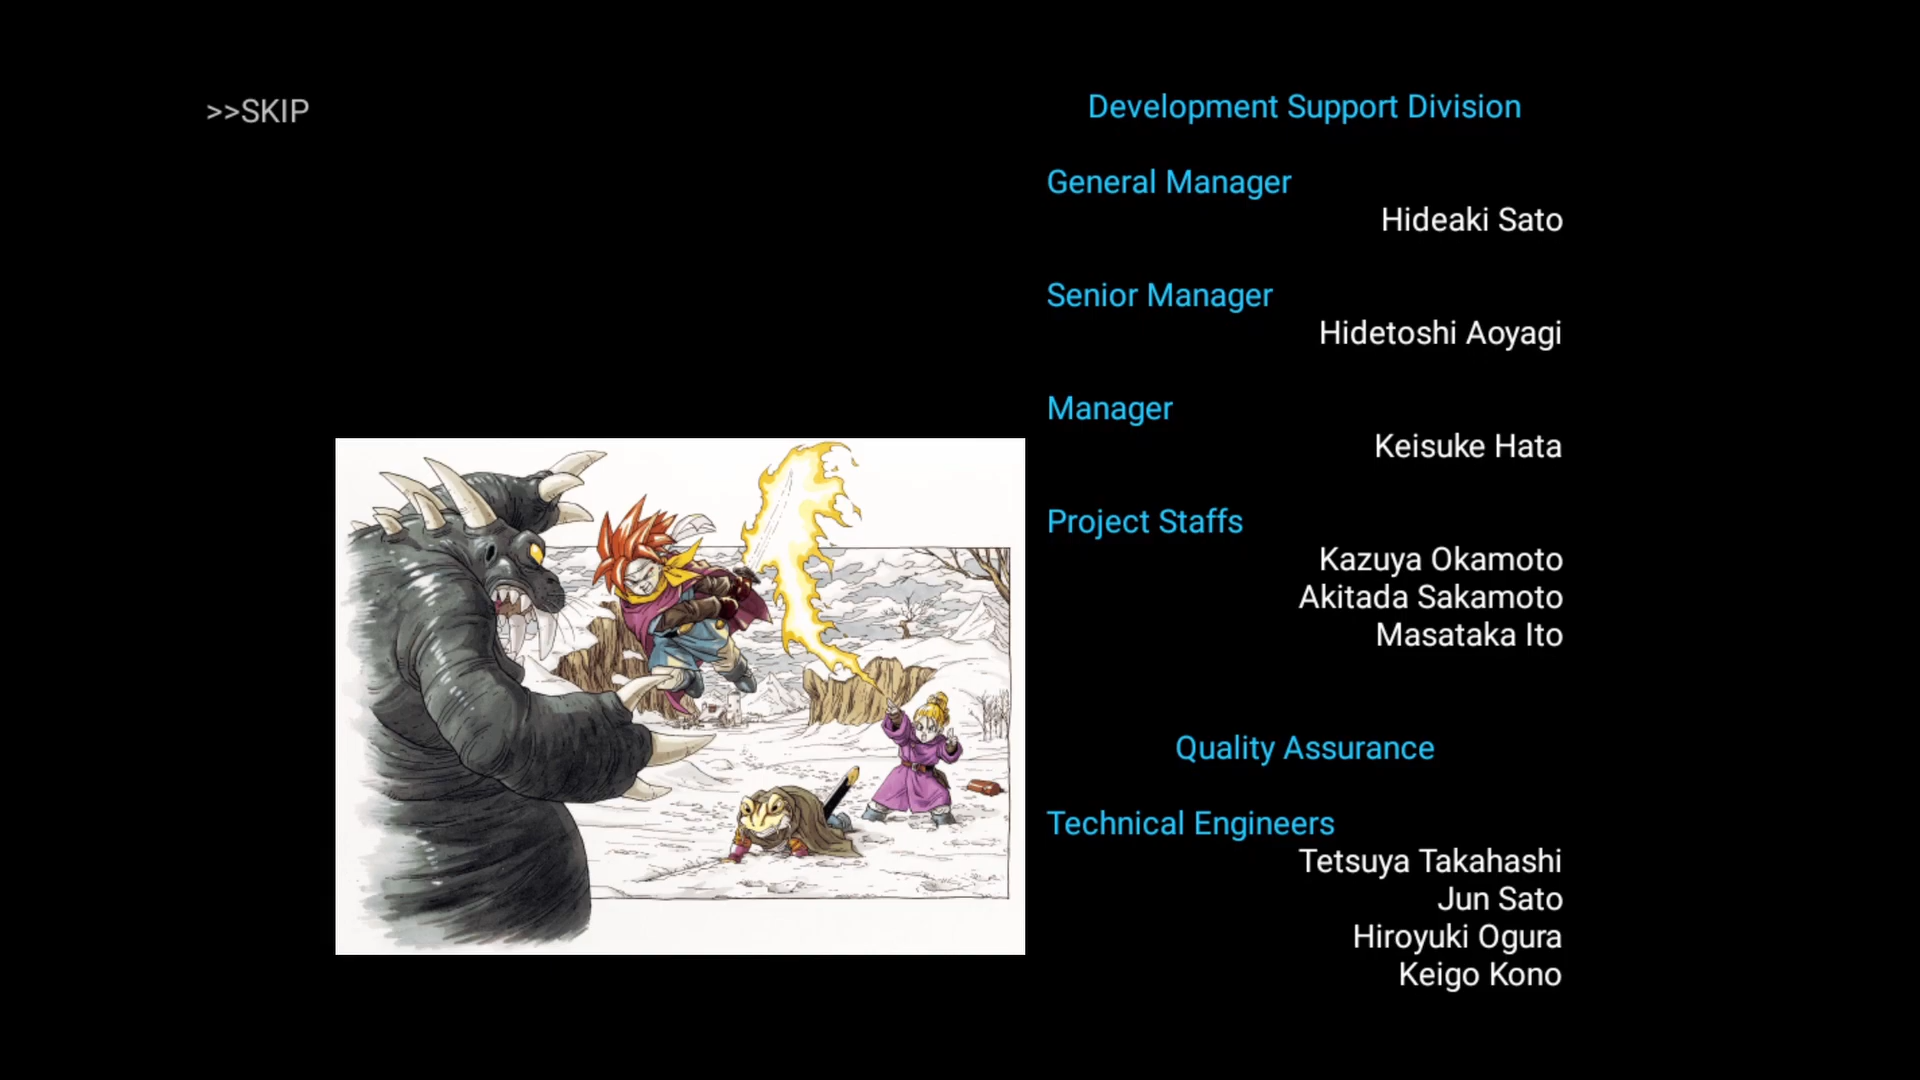 >>SKIP
Development Support Division
General Manager
Hideaki Sato
Senior Manager
Hidetoshi Aoyagi
Manager
Keisuke Hata
Project Staffs
Kazuya Okamoto
Akitada Sakamoto
Masataka Ito
Quality Assurance
Technical Engineers
Tetsuya Takahashi
Jun Sato
Hiroyuki Ogura
Keigo Kono